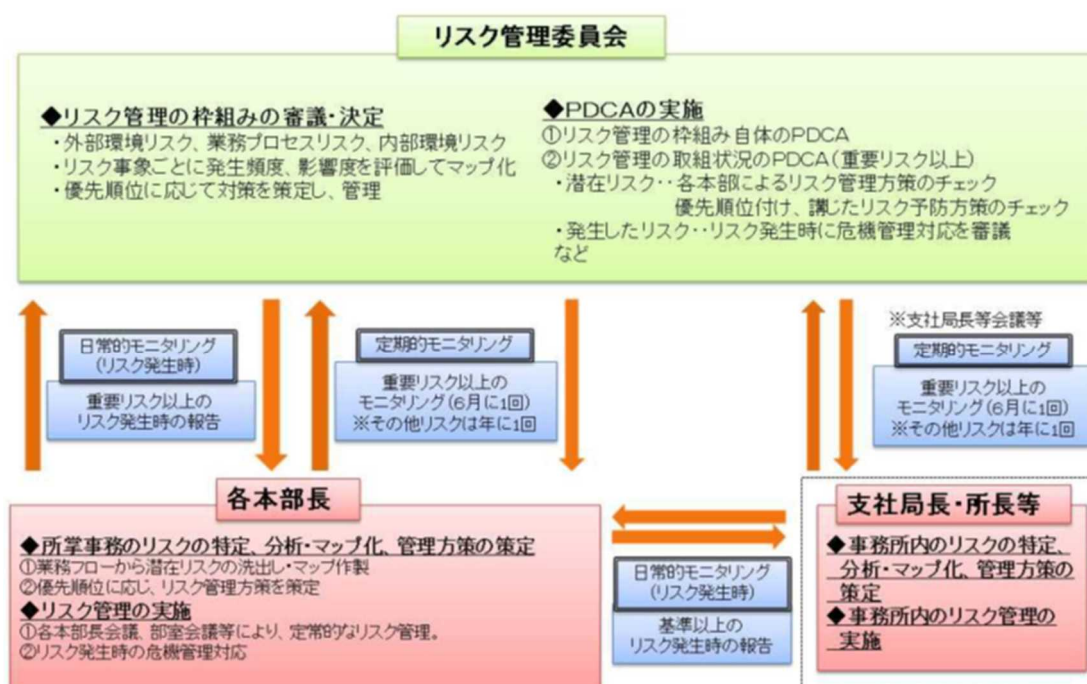 リスク管理委員会
◆リスク管理の枠組みの審議・決定
・外部環境リスク、業務プロセスリスク、内部環境リスク
・リスク事象ごとに発生頻度、影響度を評価してマップ化
・優先順位に応じて対策を策定し、管理
◆PDCAの実施
①リスク管理の枠組み自体のPDCA
②リスク管理の取組状況のPDCA(重要リスク以上)
・潜在リスク‥各本部によるリスク管理方策のチェック
優先順位付け、講じたリスク予防方策のチェック
・発生したリスク‥リスク発生時に危機管理対応を審議
など
日常的モニタリング
(リスク発生時)
重要リスク以上の
リスク発生時の報告
定期的モニタリング
重要リスク以上の
モニタリング(6月に1回)
※その他リスクは年に1回
※支社局長等会議等
定期的モニタリング
重要リスク以上の
モニタリング(6月に1回)
※その他リスクは年に1回
各本部長
◆所掌事務のリスクの特定、分析・マップ化、管理方策の策定
①業務フローから潜在リスクの洗出し・マップ作製
②優先順位に応じ、リスク管理方策を策定
◆リスク管理の実施
①各本部長会議、部室会議等により、定常的なリスク管理。
②リスク発生時の危機管理対応
日常的モニタリング
(リスク発生時)
基準以上の
リスク発生時の報告
支社局長・所長等
◆事務所内のリスクの特定、
分析・マップ化、管理方策の
策定
◆事務所内のリスク管理の
実施